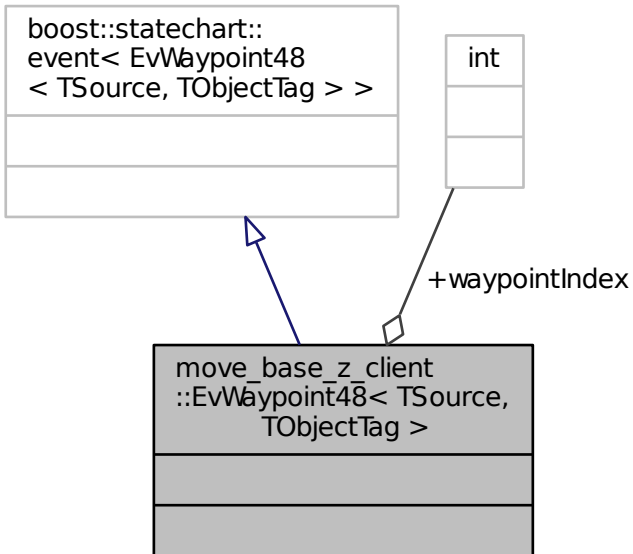 boost::statechart::
event< EvWaypoint48
< TSource, TObjectTag > >
int
+waypointIndex
move_base_z_client
::EvWaypoint48< TSource,
TObjectTag >